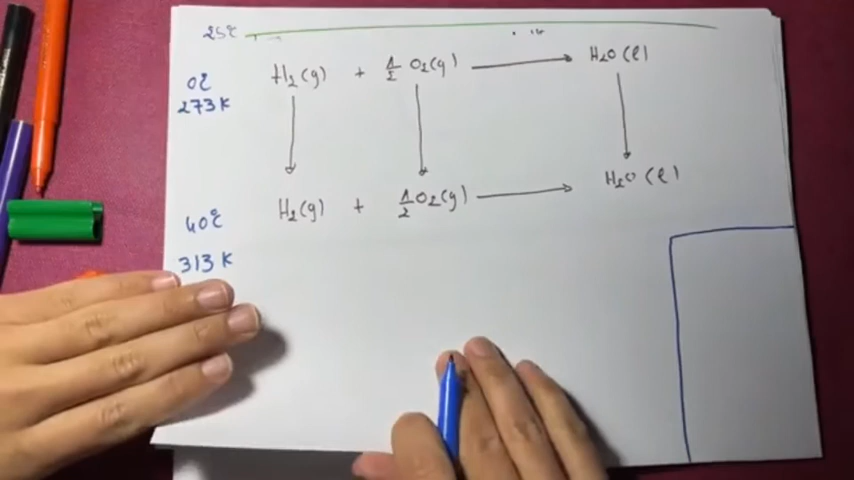 25℃
0℃ H₂(g) + 1/2 O₂(g) → H₂O(l)
273 K
40℃ H₂(g) + 1/2 O₂(g) → H₂O(l)
313 K